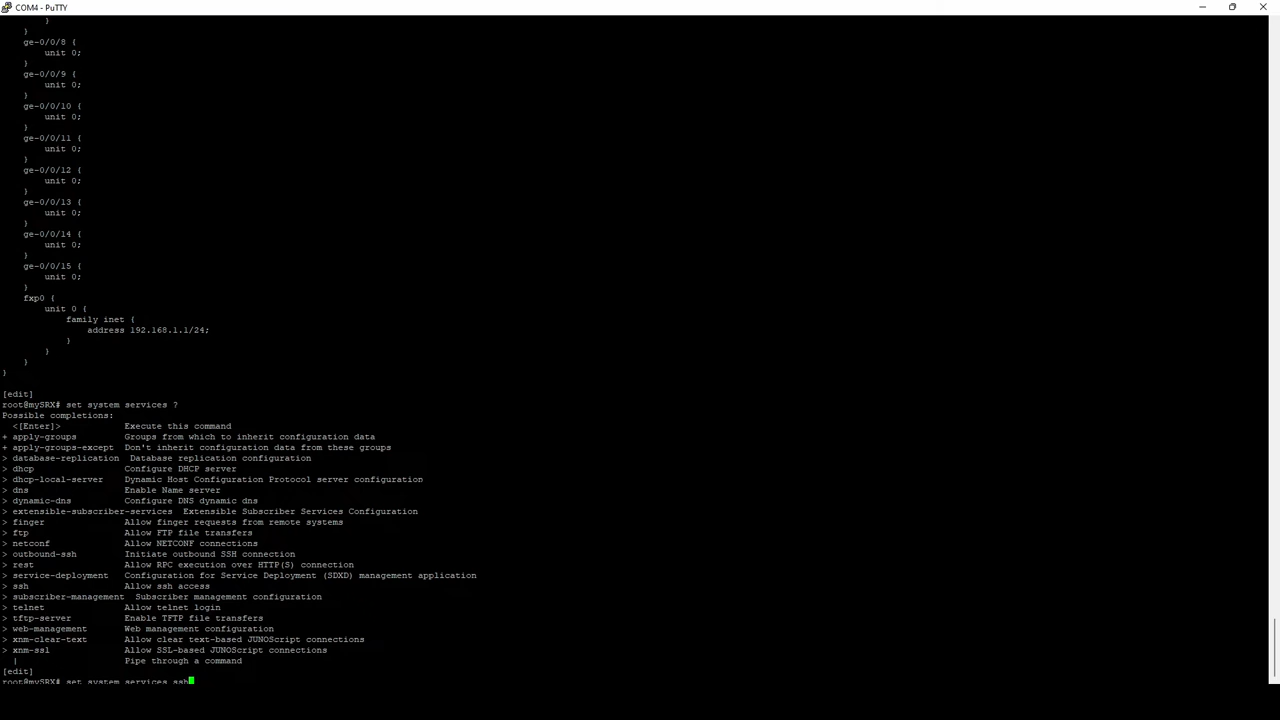 COM4 - PuTTY
        }
    }
    ge-0/0/8 {
        unit 0;
    }
    ge-0/0/9 {
        unit 0;
    }
    ge-0/0/10 {
        unit 0;
    }
    ge-0/0/11 {
        unit 0;
    }
    ge-0/0/12 {
        unit 0;
    }
    ge-0/0/13 {
        unit 0;
    }
    ge-0/0/14 {
        unit 0;
    }
    ge-0/0/15 {
        unit 0;
    }
    fxp0 {
        unit 0 {
            family inet {
                address 192.168.1.1/24;
            }
        }
    }
}
[edit]
root@mySRX# set system services ?
Possible completions:
  <[Enter]>            Execute this command
+ apply-groups         Groups from which to inherit configuration data
+ apply-groups-except  Don't inherit configuration data from these groups
> database-replication  Database replication configuration
> dhcp                 Configure DHCP server
> dhcp-local-server    Dynamic Host Configuration Protocol server configuration
> dns                  Enable Name server
> dynamic-dns          Configure DNS dynamic dns
> extensible-subscriber-services  Extensible Subscriber Services Configuration
> finger               Allow finger requests from remote systems
> ftp                  Allow FTP file transfers
> netconf              Allow NETCONF connections
> outbound-ssh         Initiate outbound SSH connection
> rest                 Allow RPC execution over HTTP(S) connection
> service-deployment   Configuration for Service Deployment (SDXD) management application
> ssh                  Allow ssh access
> subscriber-management  Subscriber management configuration
> telnet               Allow telnet login
> tftp-server          Enable TFTP file transfers
> web-management       Web management configuration
> xnm-clear-text       Allow clear text-based JUNOScript connections
> xnm-ssl              Allow SSL-based JUNOScript connections
  |                    Pipe through a command
[edit]
root@mySRX# set system services ssh